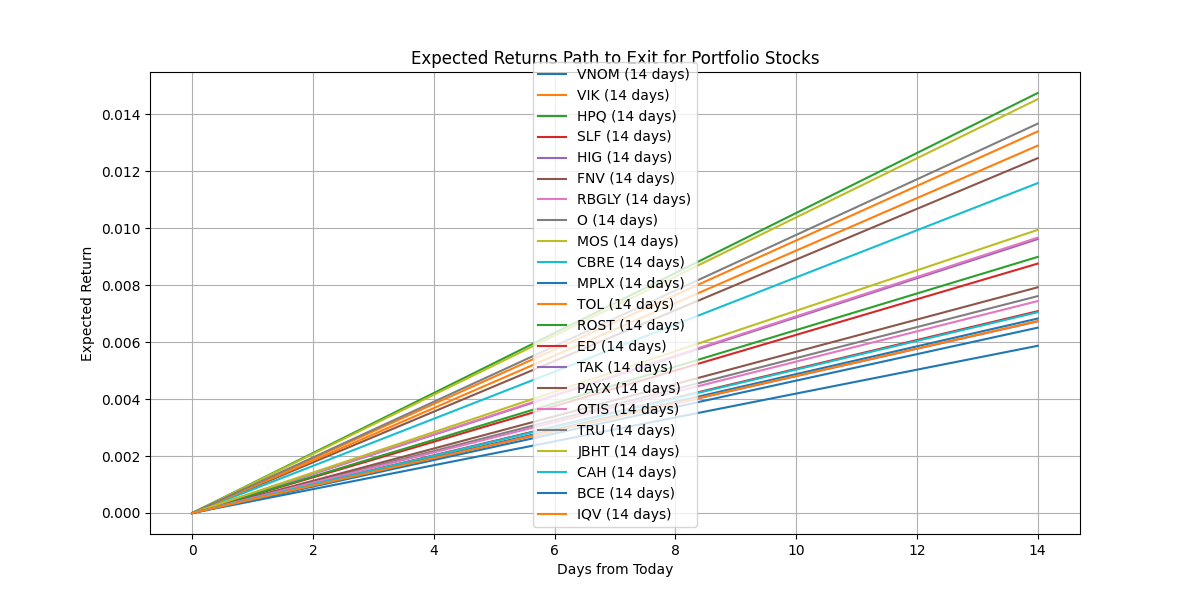 Expected Returns Path to Exit for Portfolio Stocks
VNOM (14 days)
VIK (14 days)
HPQ (14 days)
SLF (14 days)
HIG (14 days)
FNV (14 days)
RBGLY (14 days)
O (14 days)
MOS (14 days)
CBRE (14 days)
MPLX (14 days)
TOL (14 days)
ROST (14 days)
ED (14 days)
TAK (14 days)
PAYX (14 days)
OTIS (14 days)
TRU (14 days)
JBHT (14 days)
CAH (14 days)
BCE (14 days)
IQV (14 days)
Expected Return
0.014
0.012
0.010
0.008
0.006
0.004
0.002
0.000
0 2 4 6 8 10 12 14
Days from Today